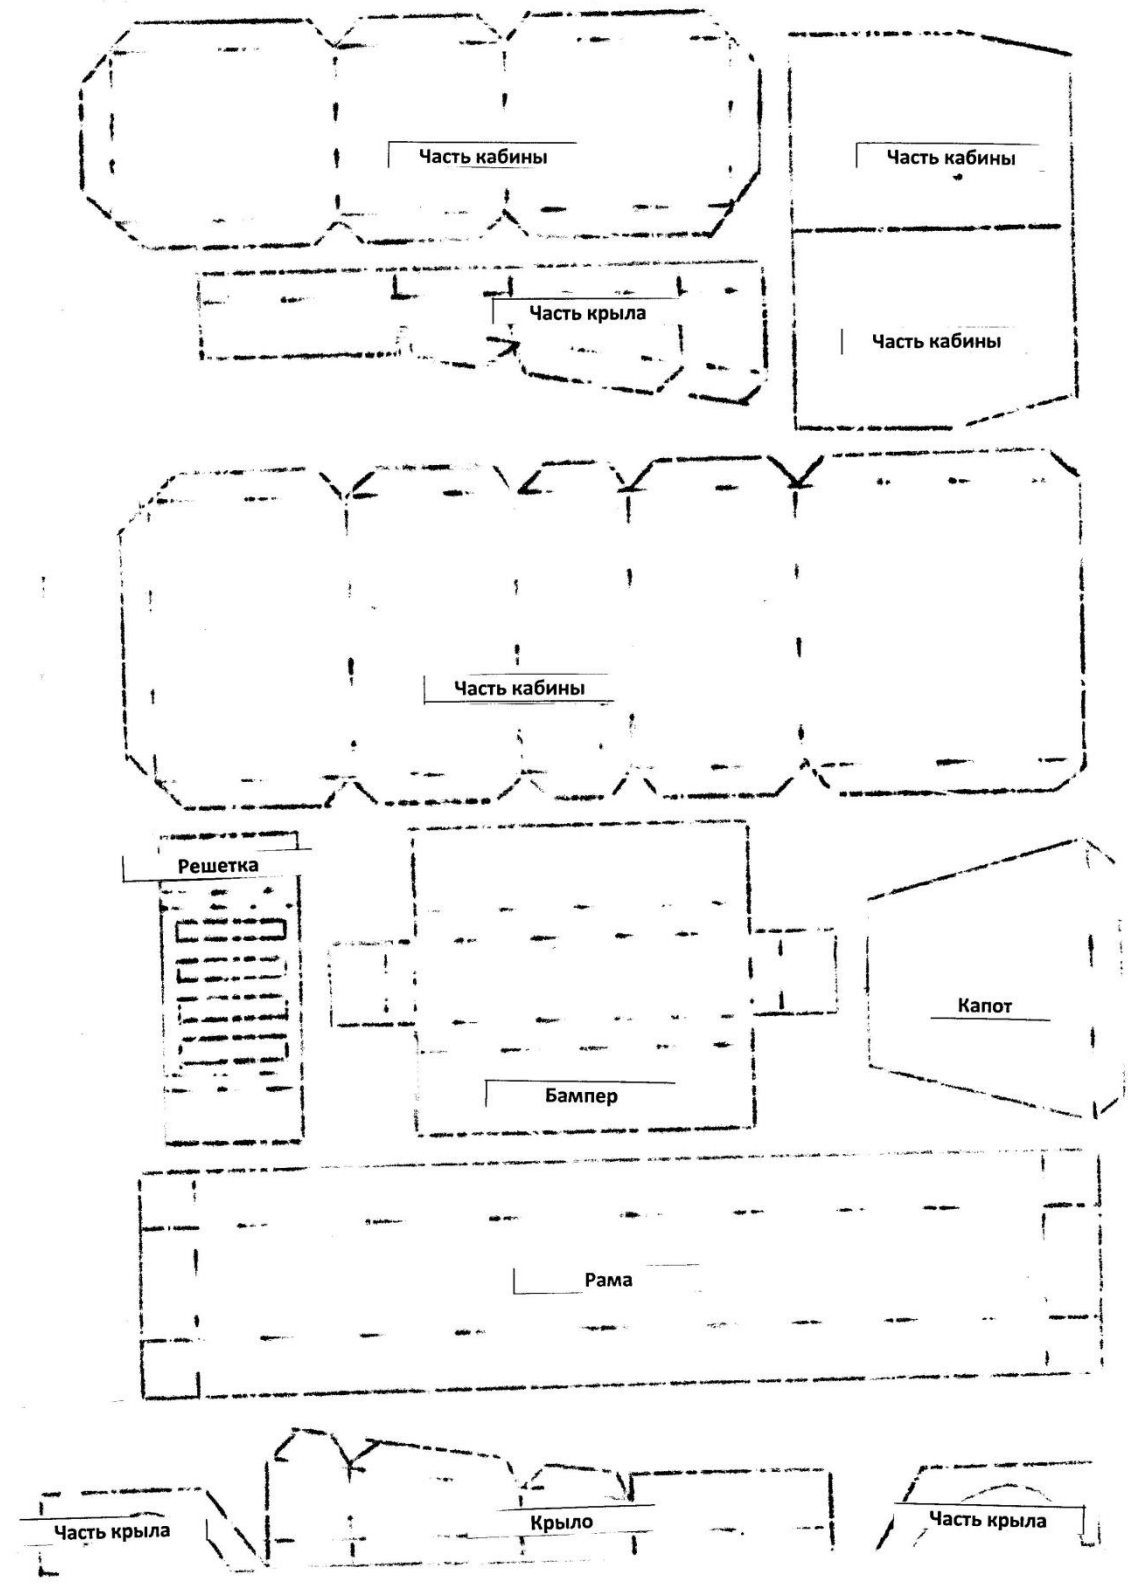 Часть кабины
Часть кабины
Часть крыла
Часть кабины
Часть кабины
Решетка
Капот
Бампер
Рама
Часть крыла
Крыло
Часть крыла